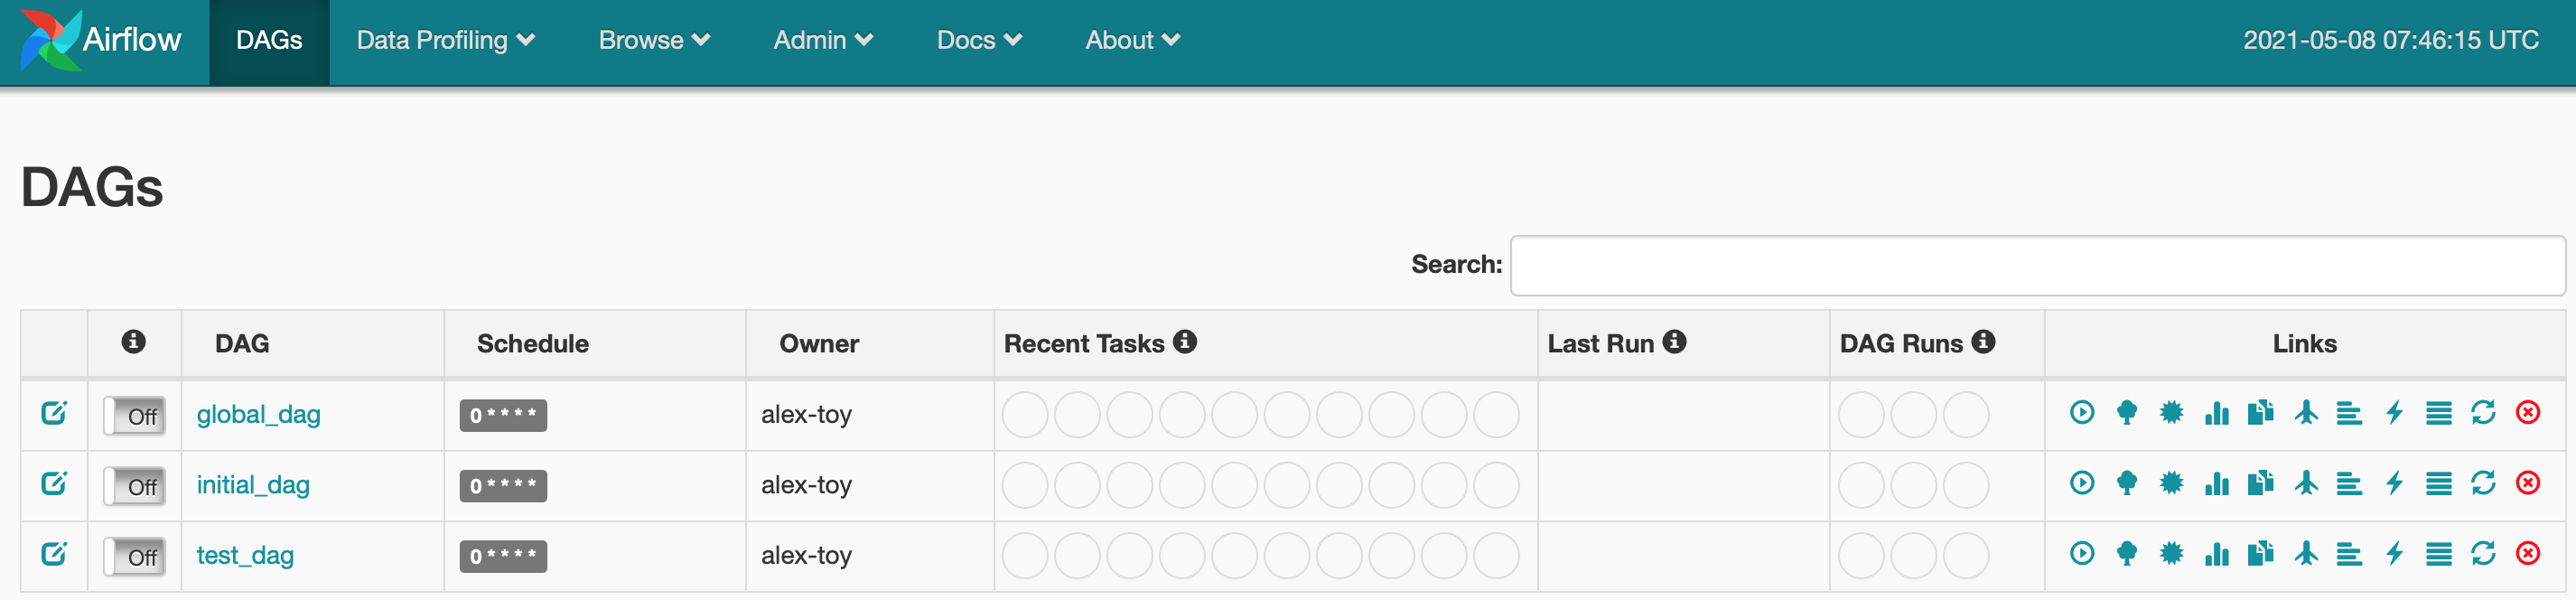 Airflow DAGs Data Profiling Browse Admin Docs About 2021-05-08 07:46:15 UTC
DAGs
Search:
DAG Schedule Owner Recent Tasks Last Run DAG Runs Links
Off global_dag 0 * * * * alex-toy
Off initial_dag 0 * * * * alex-toy
Off test_dag 0 * * * * alex-toy